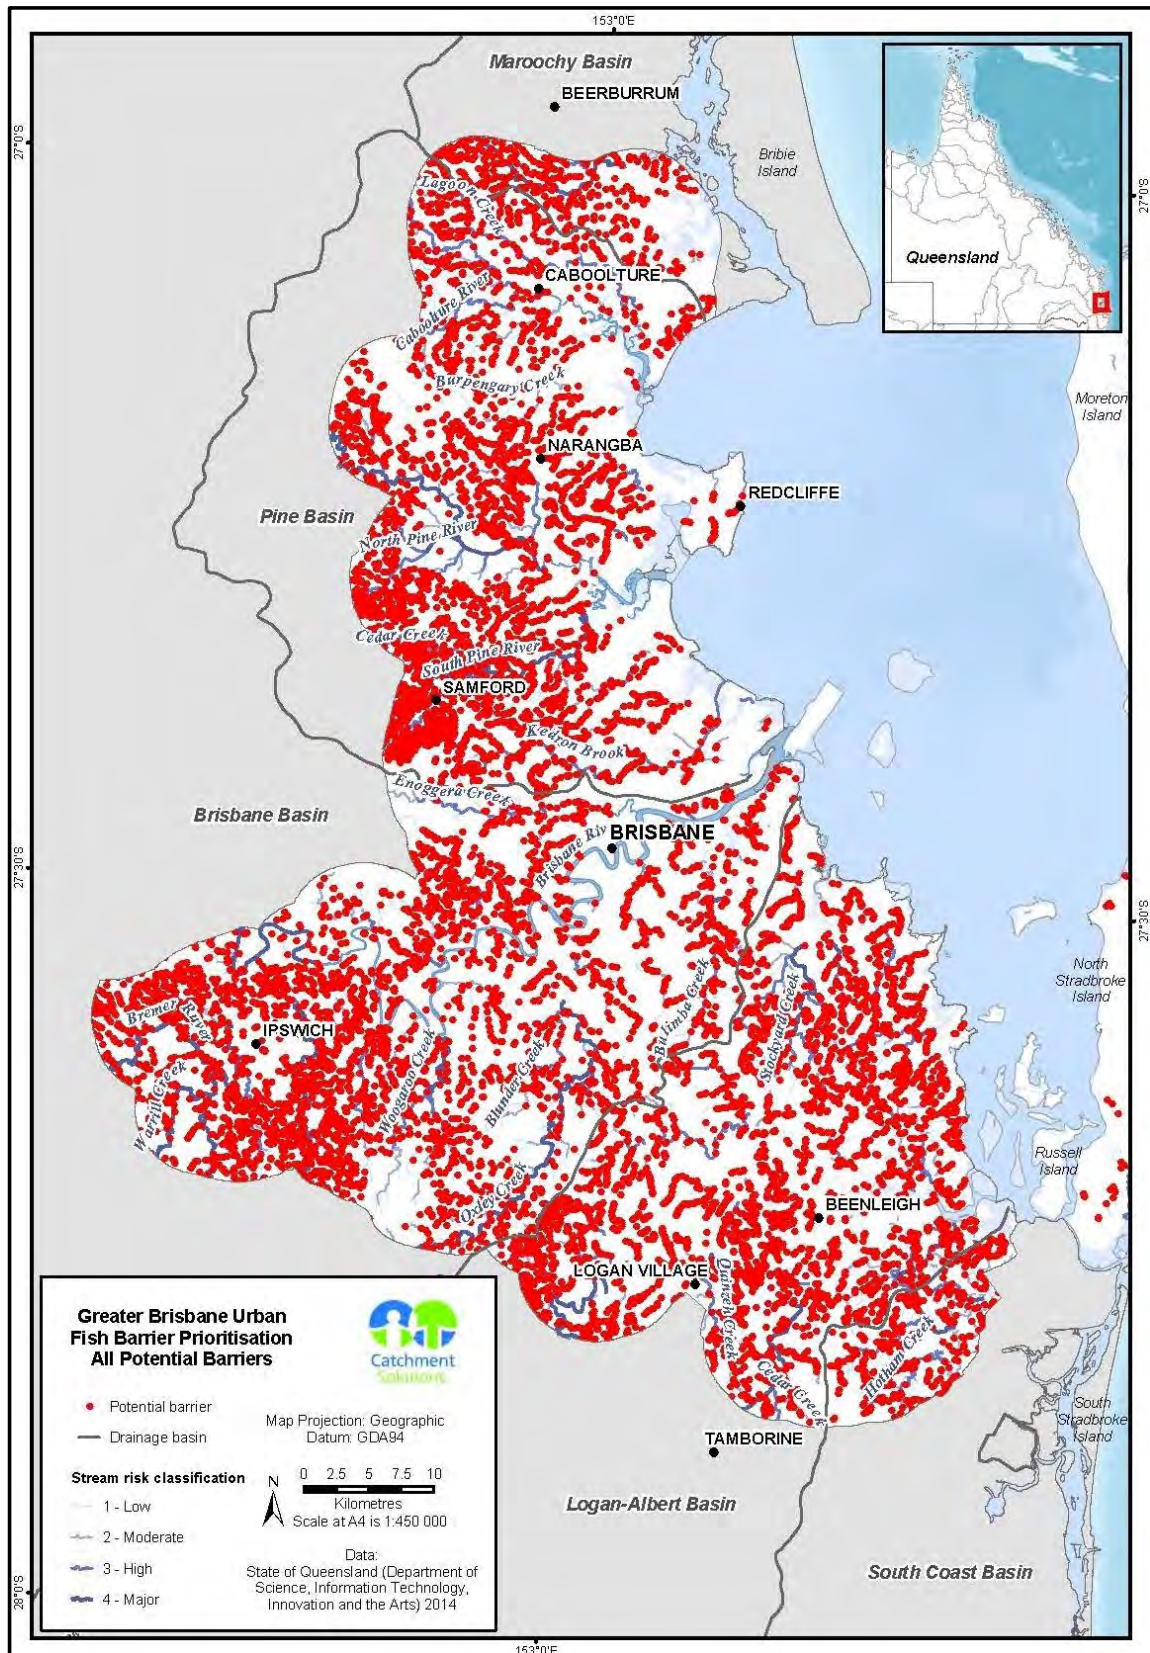 153°0'E
Maroochy Basin
BEERBURRUM
27°0'S
Bribie
Island
27°0'S
Queensland
Lagoon Creek
CABOOLTURE
Caboolture River
Burpengary Creek
Moreton
Island
NARANGBA
REDCLIFFE
Pine Basin
North Pine River
Cedar Creek
South Pine River
SAMFORD
Kedron Brook
Enoggera Creek
Brisbane Basin
BRISBANE
Brisbane Riv
27°30'S
27°30'S
North
Stradbroke
Island
Bulimba Creek
Stockyard Creek
Bremer River
IPSWICH
Woogaroo Creek
Blunder Creek
Warrill Creek
Russell
Island
Oxley Creek
BEENLEIGH
LOGAN VILLAGE
Quinzeh Creek
Hotham Creek
Cedar Creek
South
Stradbroke
Island
TAMBORINE
Logan-Albert Basin
South Coast Basin
Greater Brisbane Urban
Fish Barrier Prioritisation
All Potential Barriers
Catchment
Solutions
Potential barrier
Drainage basin
Map Projection: Geographic
Datum: GDA94
Stream risk classification
1 - Low
2 - Moderate
3 - High
4 - Major
N
0 2.5 5 7.5 10
Kilometres
Scale at A4 is 1:450 000
Data:
State of Queensland (Department of
Science, Information Technology,
Innovation and the Arts) 2014
28°0'S
153°0'E